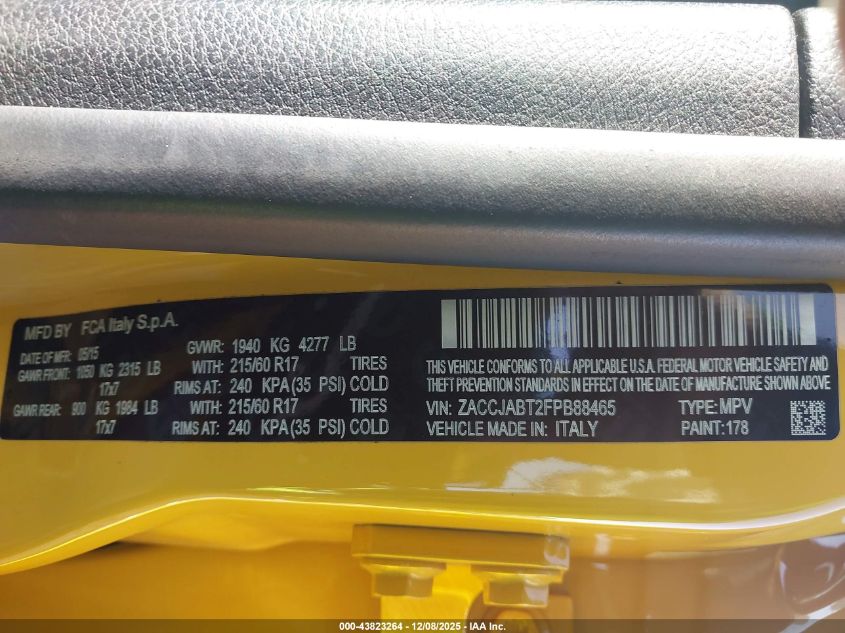 MFD BY FCA Italy S.p.A.
DATE OF MFR: 05/15 GVWR: 1940 KG 4277 LB
GAWR FRONT: 1050 KG 2315 LB WITH: 215/60 R17 TIRES
17x7 RIMS AT: 240 KPA (35 PSI) COLD
GAWR REAR: 900 KG 1984 LB WITH: 215/60 R17 TIRES
17x7 RIMS AT: 240 KPA (35 PSI) COLD
THIS VEHICLE CONFORMS TO ALL APPLICABLE U.S.A. FEDERAL MOTOR VEHICLE SAFETY AND
THEFT PREVENTION STANDARDS IN EFFECT ON THE DATE OF MANUFACTURE SHOWN ABOVE
VIN: ZACCJABT2FPB88465 TYPE: MPV
VEHICLE MADE IN: ITALY PAINT: 178
000-43823264 - 12/08/2025 - IAA Inc.